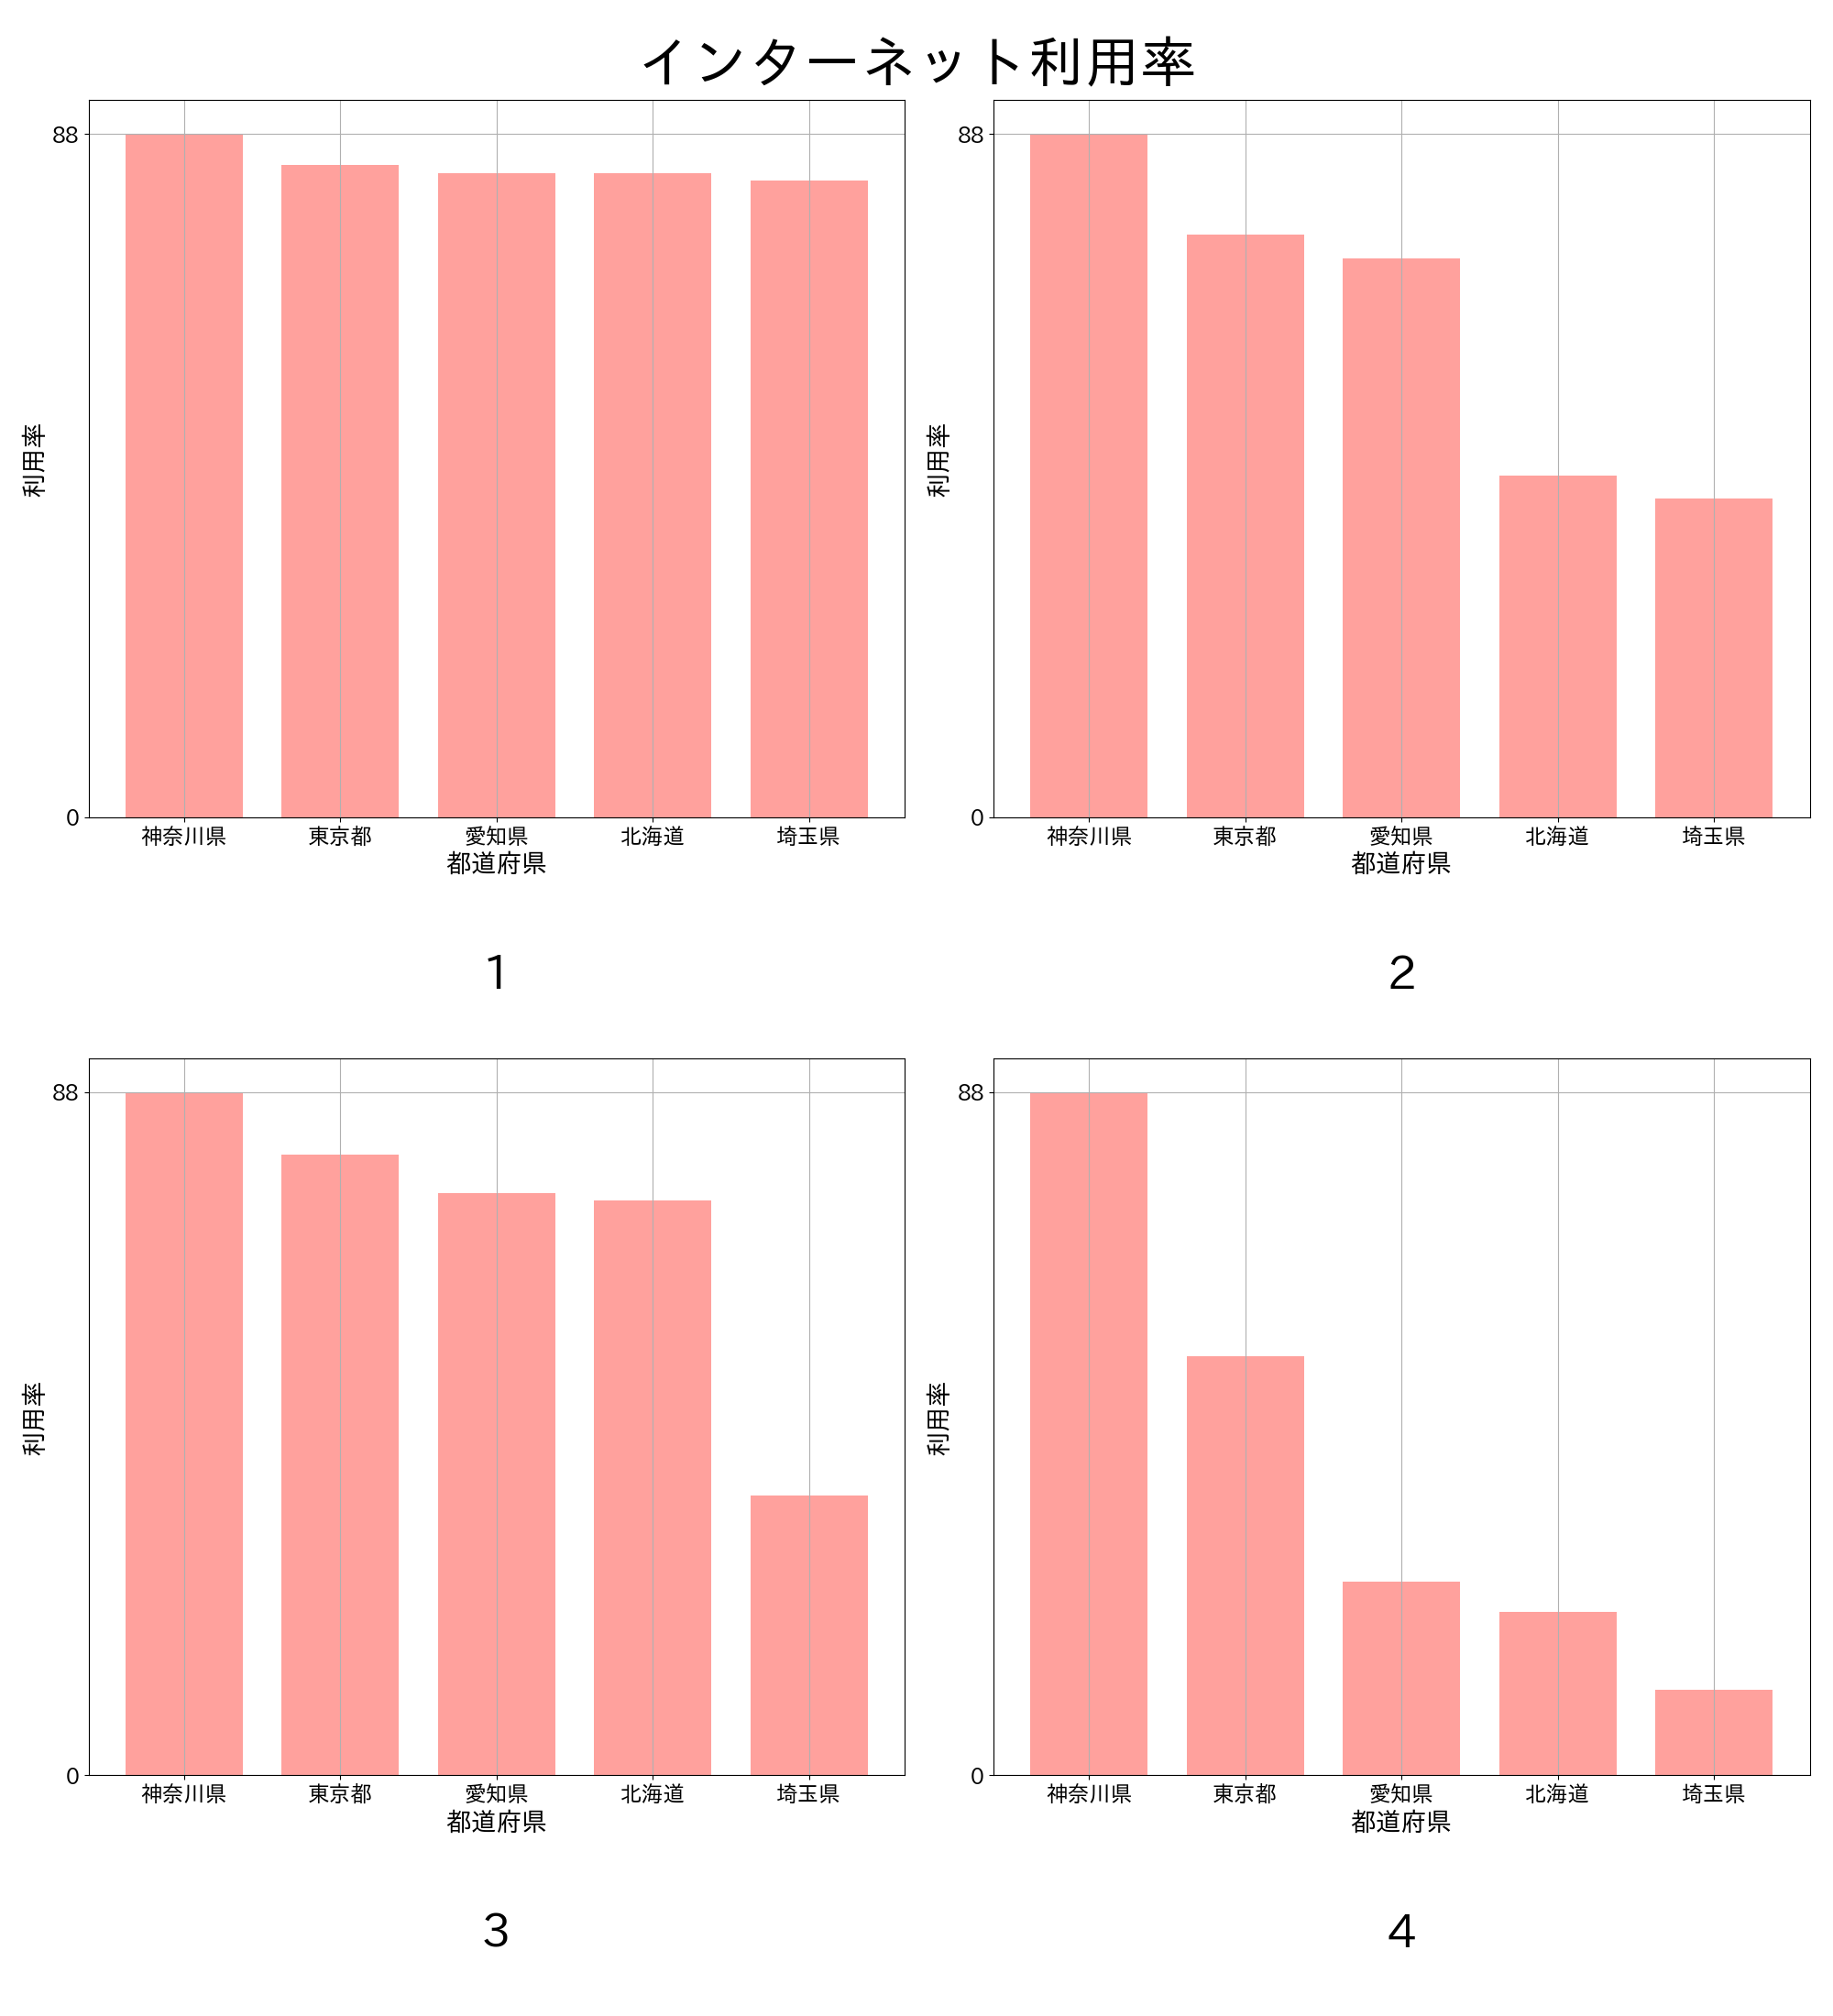 インターネット利用率
88
0
利用率
神奈川県 東京都 愛知県 北海道 埼玉県
都道府県
1
88
0
利用率
神奈川県 東京都 愛知県 北海道 埼玉県
都道府県
2
88
0
利用率
神奈川県 東京都 愛知県 北海道 埼玉県
都道府県
3
88
0
利用率
神奈川県 東京都 愛知県 北海道 埼玉県
都道府県
4